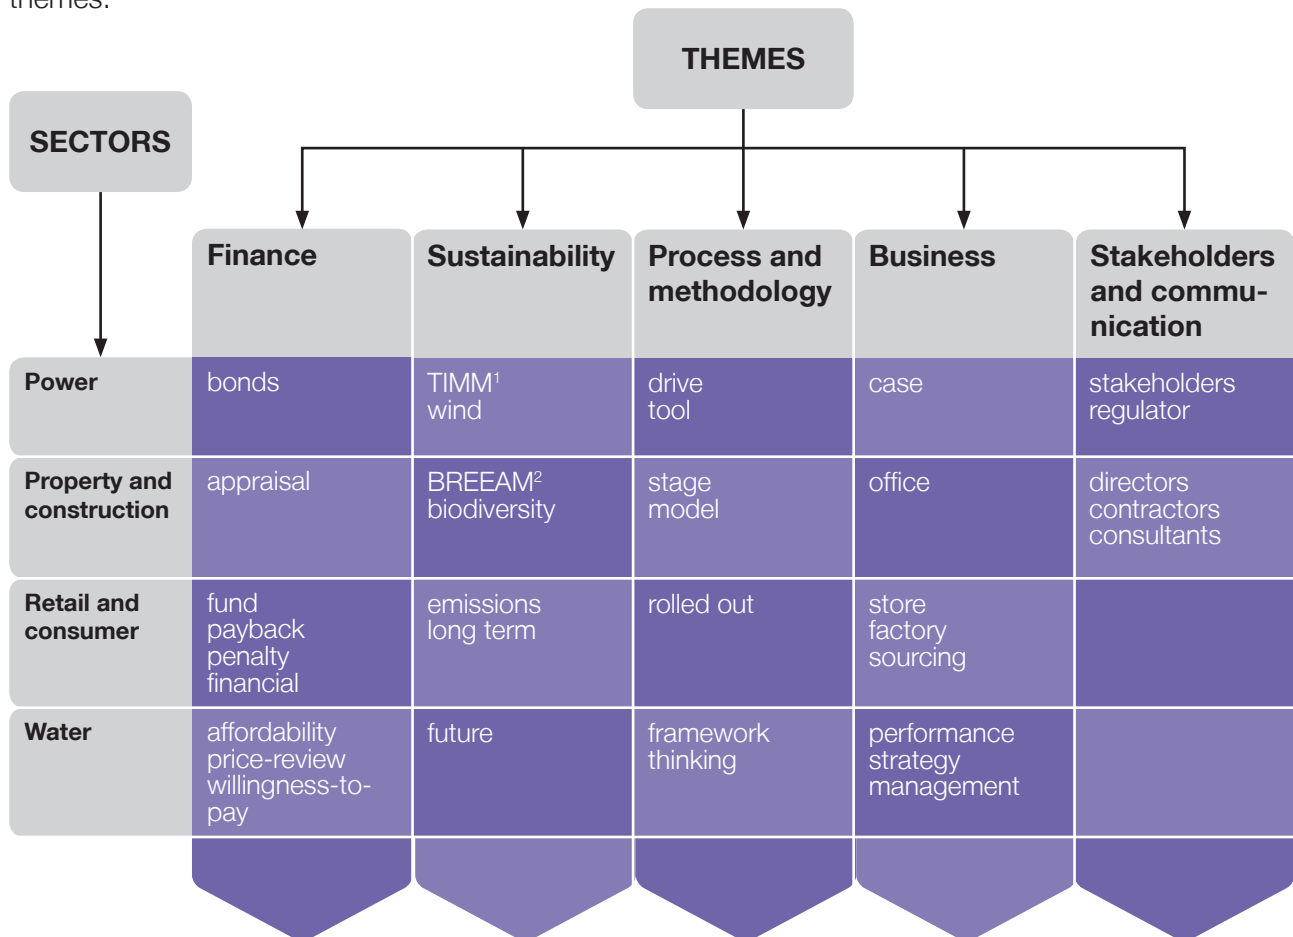 themes.
THEMES
SECTORS
Finance
Sustainability
Process and
methodology
Business
Stakeholders
and commu-
nication
Power
bonds
TIMM¹
wind
drive
tool
case
stakeholders
regulator
Property and
construction
appraisal
BREEAM²
biodiversity
stage
model
office
directors
contractors
consultants
Retail and
consumer
fund
payback
penalty
financial
emissions
long term
rolled out
store
factory
sourcing
Water
affordability
price-review
willingness-to-
pay
future
framework
thinking
performance
strategy
management